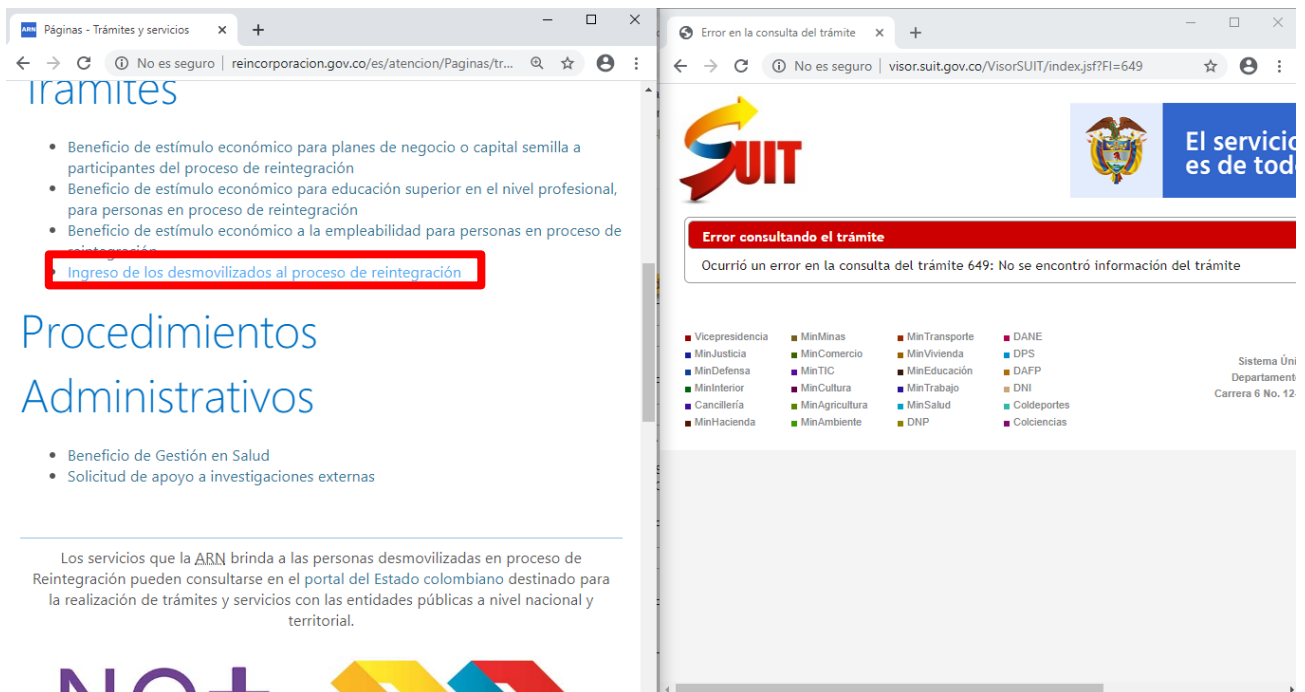 Páginas - Trámites y servicios
No es seguro | reincorporacion.gov.co/es/atencion/Paginas/tr...
Trámites
Beneficio de estímulo económico para planes de negocio o capital semilla a
participantes del proceso de reintegración
Beneficio de estímulo económico para educación superior en el nivel profesional,
para personas en proceso de reintegración
Beneficio de estímulo económico a la empleabilidad para personas en proceso de
reintegración
Ingreso de los desmovilizados al proceso de reintegración
Procedimientos
Administrativos
Beneficio de Gestión en Salud
Solicitud de apoyo a investigaciones externas
Los servicios que la ARN brinda a las personas desmovilizadas en proceso de
Reintegración pueden consultarse en el portal del Estado colombiano destinado para
la realización de trámites y servicios con las entidades públicas a nivel nacional y
territorial.
NO+
Error en la consulta del trámite
No es seguro | visor.suit.gov.co/VisorSUIT/index.jsf?FI=649
SUIT
El servicio
es de todo
Error consultando el trámite
Ocurrió un error en la consulta del trámite 649: No se encontró información del trámite
Vicepresidencia
MinJusticia
MinDefensa
MinInterior
Cancillería
MinHacienda
MinMinas
MinComercio
MinTIC
MinCultura
MinAgricultura
MinAmbiente
MinTransporte
MinVivienda
MinEducación
MinTrabajo
MinSalud
DNP
DANE
DPS
DAFP
DNI
Coldeportes
Colciencias
Sistema Úni
Departamento
Carrera 6 No. 12-